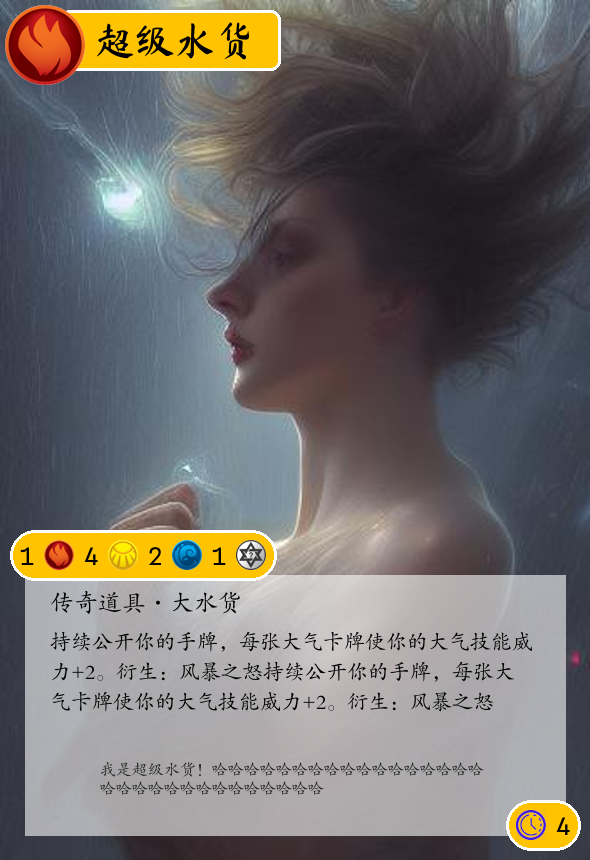 超级水货
1 4 2 1
传奇道具·大水货
持续公开你的手牌，每张大气卡牌使你的大气技能威
力+2。衍生：风暴之怒持续公开你的手牌，每张大
气卡牌使你的大气技能威力+2。衍生：风暴之怒
我是超级水货！哈哈哈哈哈哈哈哈哈哈哈哈哈哈哈哈哈
哈哈哈哈哈哈哈哈哈哈哈哈哈哈
4